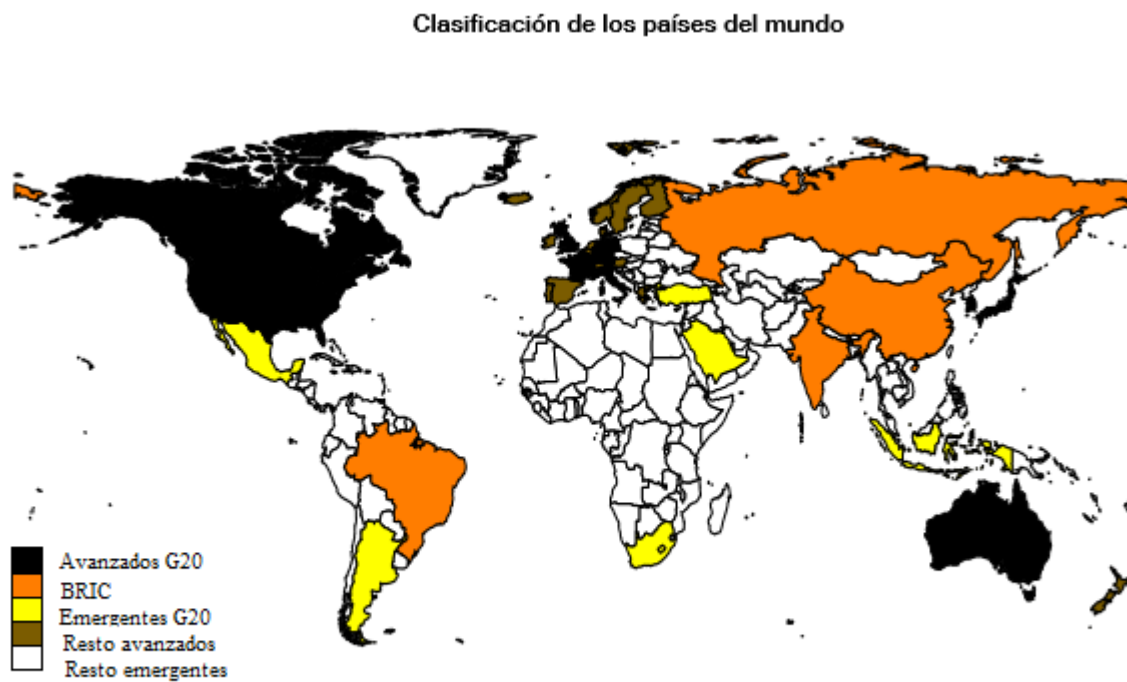 Clasificación de los países del mundo
Avanzados G20
BRIC
Emergentes G20
Resto avanzados
Resto emergentes